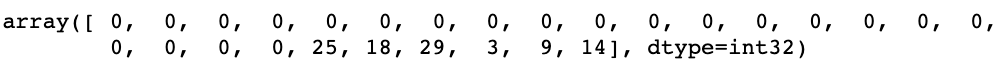 array([ 0,  0,  0,  0,  0,  0,  0,  0,  0,  0,  0,  0,  0,  0,  0,  0,  0,
        0,  0,  0,  0, 25, 18, 29,  3,  9, 14], dtype=int32)